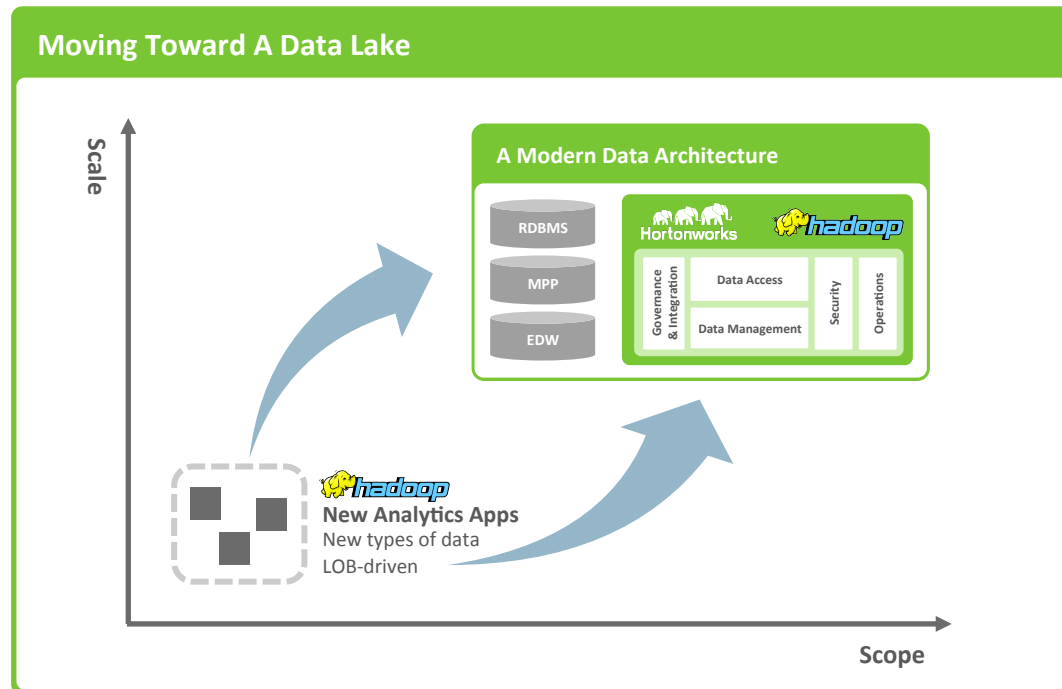 Moving Toward A Data Lake
Scale
A Modern Data Architecture
RDBMS
MPP
EDW
Hortonworks
hadoop
Governance
& Integration
Data Access
Data Management
Security
Operations
hadoop
New Analytics Apps
New types of data
LOB-driven
Scope